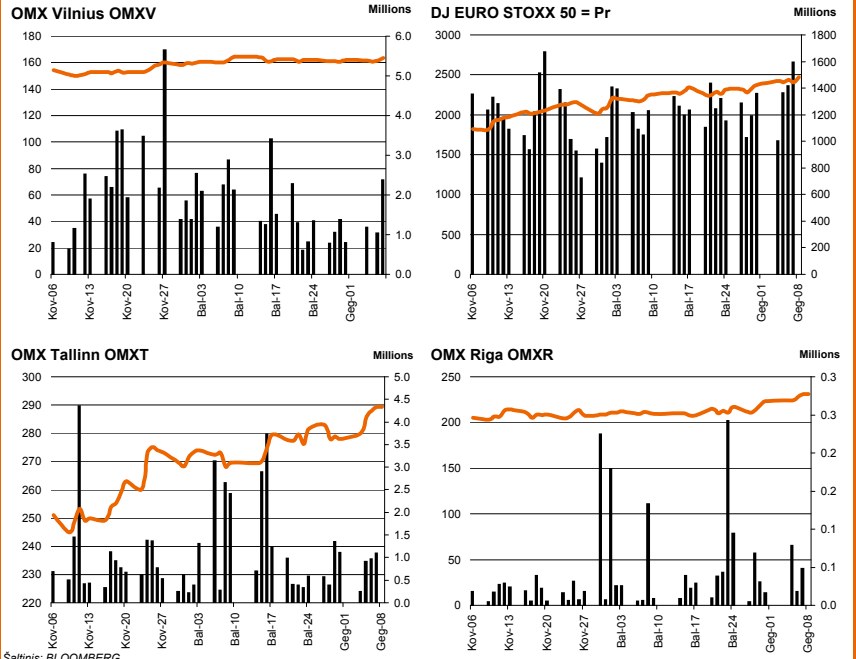 OMX Vilnius OMXV
Millions
180
160
140
120
100
80
60
40
20
0
6.0
5.0
4.0
3.0
2.0
1.0
0.0
Kov-06
Kov-13
Kov-20
Kov-27
Bal-03
Bal-10
Bal-17
Bal-24
Geg-01
DJ EURO STOXX 50 = Pr
Millions
3000
2500
2000
1500
1000
500
0
1800
1600
1400
1200
1000
800
600
400
200
0
Kov-06
Kov-13
Kov-20
Kov-27
Bal-03
Bal-10
Bal-17
Bal-24
Geg-01
Geg-08
OMX Tallinn OMXT
Millions
300
290
280
270
260
250
240
230
220
5.0
4.5
4.0
3.5
3.0
2.5
2.0
1.5
1.0
0.5
0.0
Kov-06
Kov-13
Kov-20
Kov-27
Bal-03
Bal-10
Bal-17
Bal-24
Geg-01
Geg-08
OMX Riga OMXR
Millions
250
200
150
100
50
0
0.3
0.3
0.2
0.2
0.1
0.1
0.0
Kov-06
Kov-13
Kov-20
Kov-27
Bal-03
Bal-10
Bal-17
Bal-24
Geg-01
Geg-08
Šaltinis: BLOOMBERG